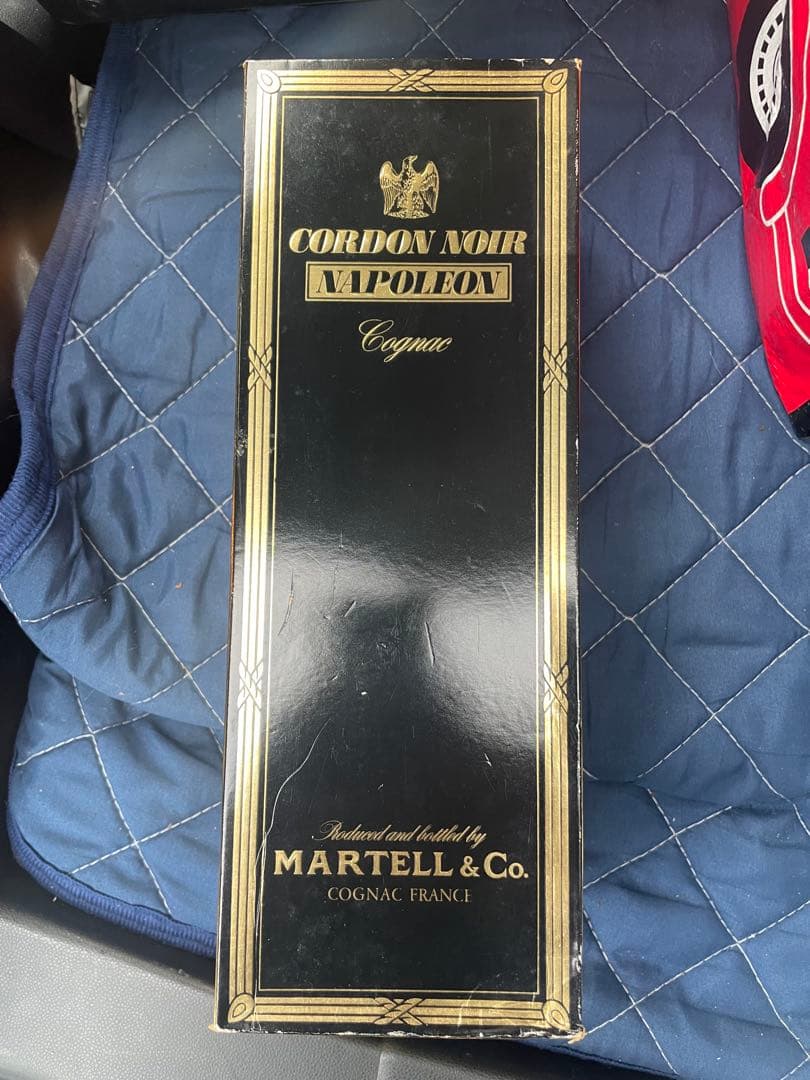 CORDON NOIR
NAPOLEON
Cognac
Produced and bottled by
MARTELL & Co.
COGNAC FRANCE